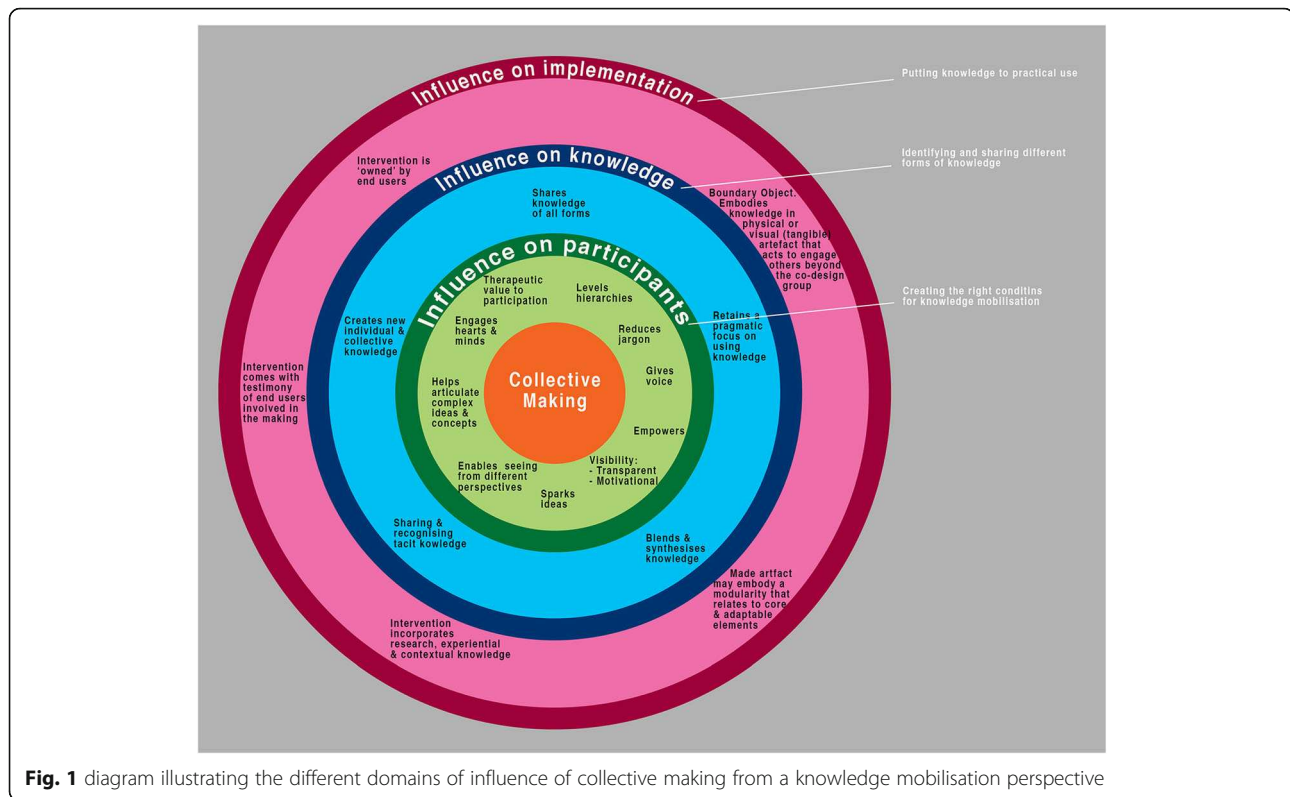 Influence on implementation
Putting knowledge to practical use
Influence on knowledge
Identifying and sharing different
forms of knowledge
Intervention is
‘owned’ by
end users
Shares
knowledge
of all forms
Boundary Object.
Embodies
knowledge in
physical or
visual (tangible)
artefact that
acts to engage
others beyond
the co-design
group
Influence on participants
Creating the right conditins
for knowledge mobilisation
Therapeutic
value to
participation
Levels
hierarchies
Creates new
individual &
collective
knowledge
Engages
hearts &
minds
Reduces
jargon
Retains a
pragmatic
focus on
using
knowledge
Intervention
comes with
testimony
of end users
involved in
the making
Helps
articulate
complex
ideas &
concepts
Collective
Making
Gives
voice
Empowers
Enables seeing
from different
perspectives
Sparks
ideas
Visibility:
- Transparent
- Motivational
Sharing &
recognising
tacit kowledge
Blends &
synthesises
knowledge
Intervention
incorporates
research, experiential
& contextual knowledge
Made artfact
may embody a
modularity that
relates to core
& adaptable
elements
Fig. 1 diagram illustrating the different domains of influence of collective making from a knowledge mobilisation perspective